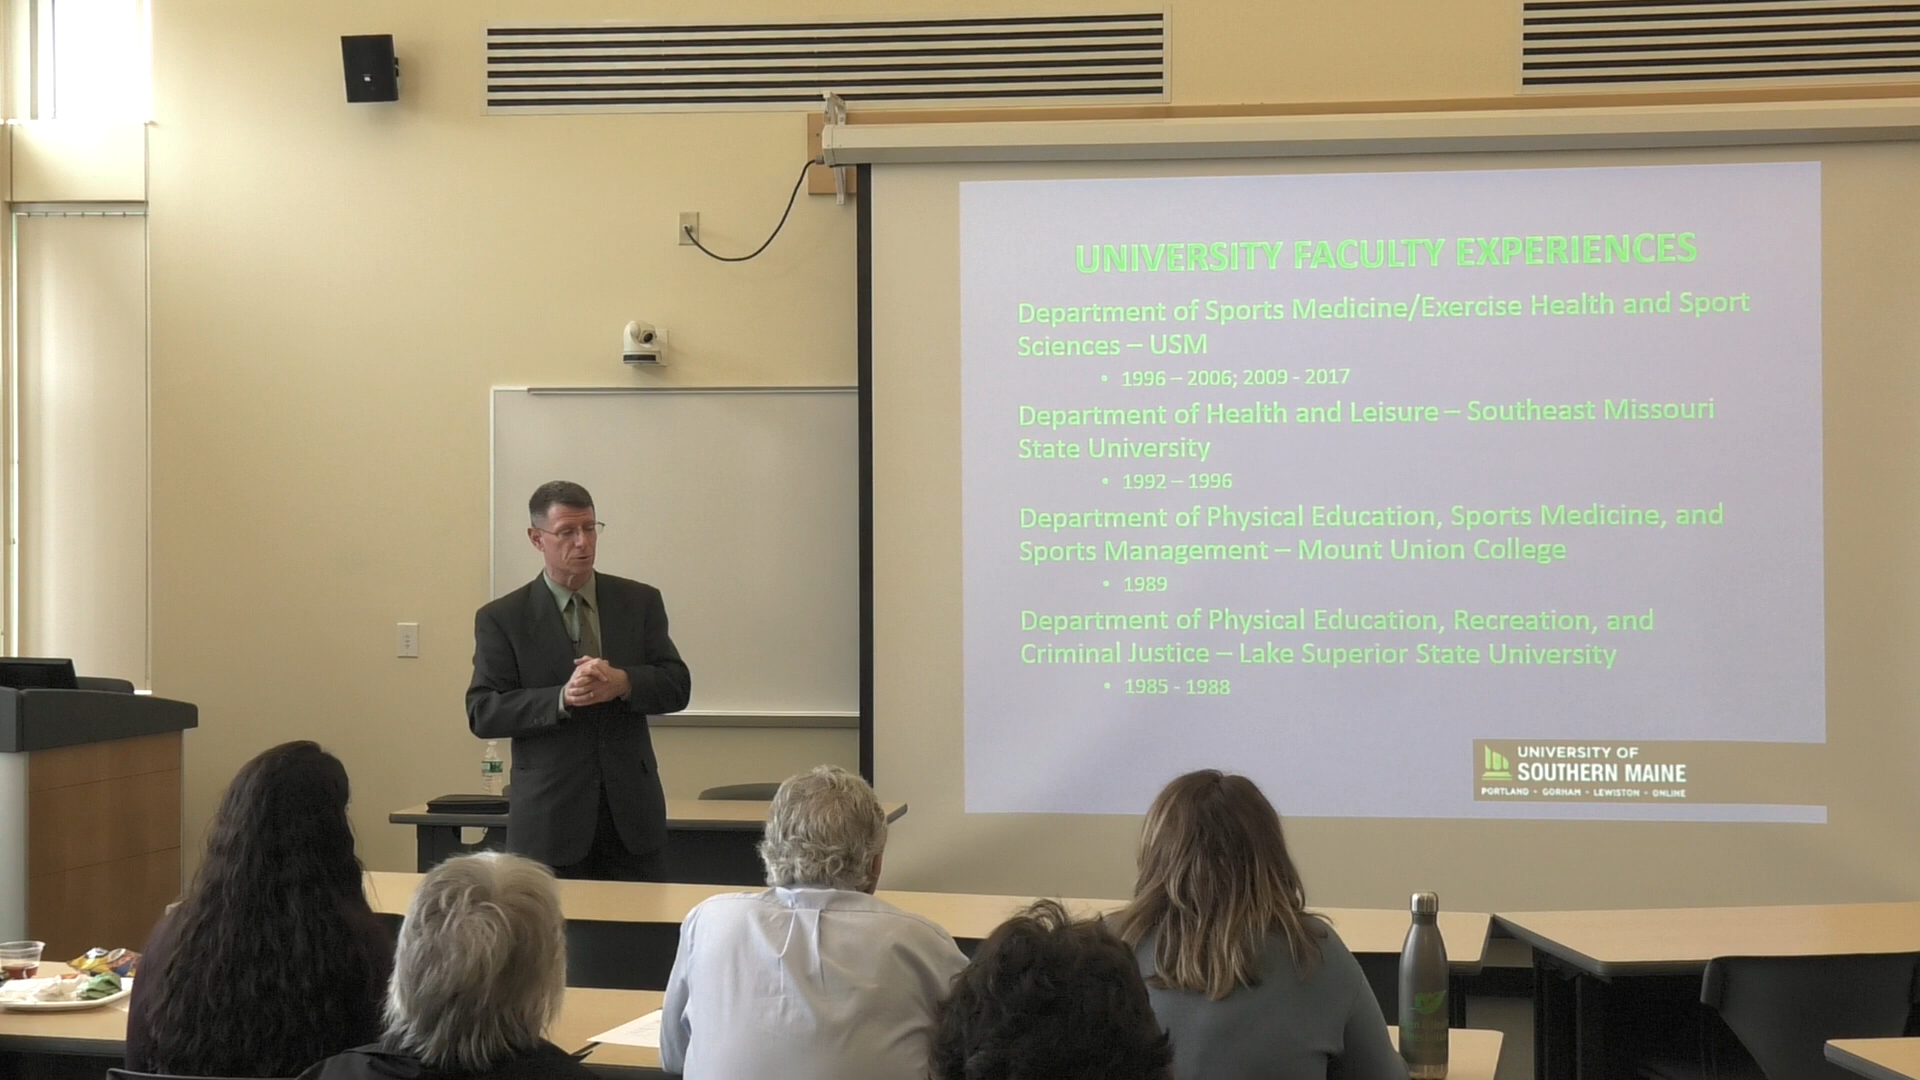 UNIVERSITY FACULTY EXPERIENCES
Department of Sports Medicine/Exercise Health and Sport
Sciences – USM
• 1996 – 2006; 2009 - 2017
Department of Health and Leisure – Southeast Missouri
State University
• 1992 – 1996
Department of Physical Education, Sports Medicine, and
Sports Management – Mount Union College
• 1989
Department of Physical Education, Recreation, and
Criminal Justice – Lake Superior State University
• 1985 - 1988
UNIVERSITY OF
SOUTHERN MAINE
PORTLAND • GORHAM • LEWISTON • ONLINE